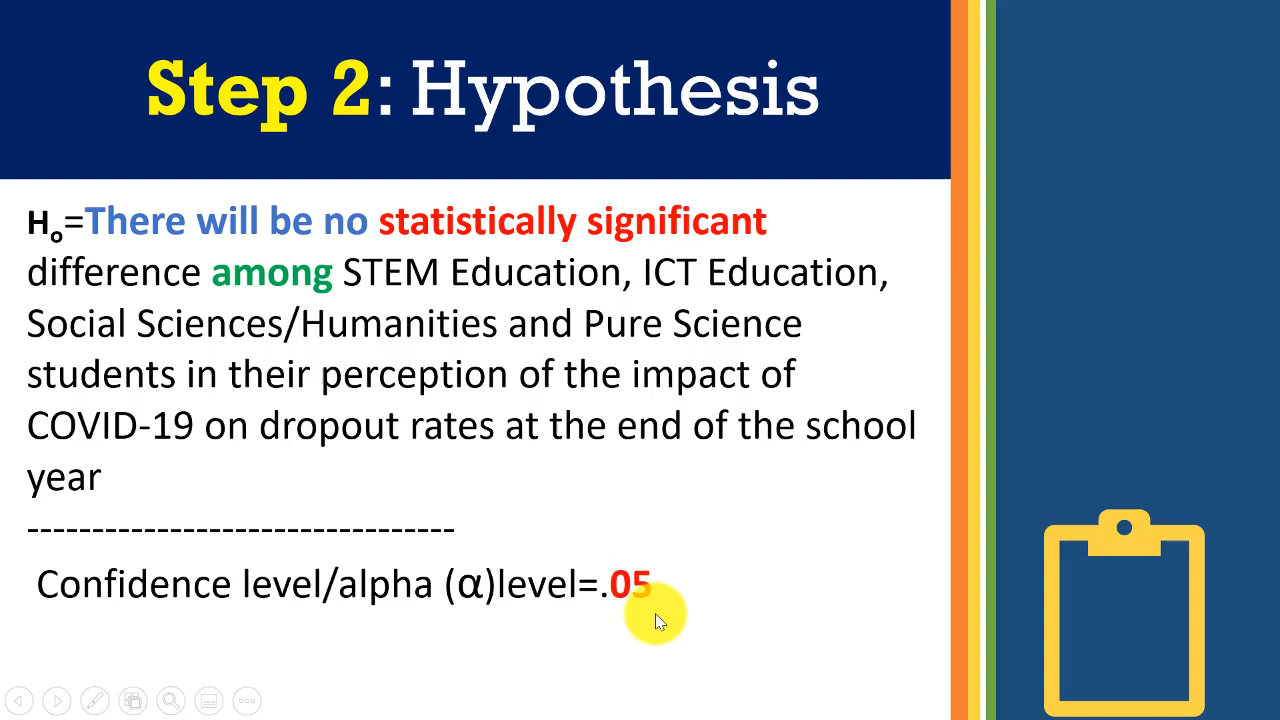 Step 2: Hypothesis
Ho=There will be no statistically significant
difference among STEM Education, ICT Education,
Social Sciences/Humanities and Pure Science
students in their perception of the impact of
COVID-19 on dropout rates at the end of the school
year
---------------------------------
Confidence level/alpha (α)level=.05